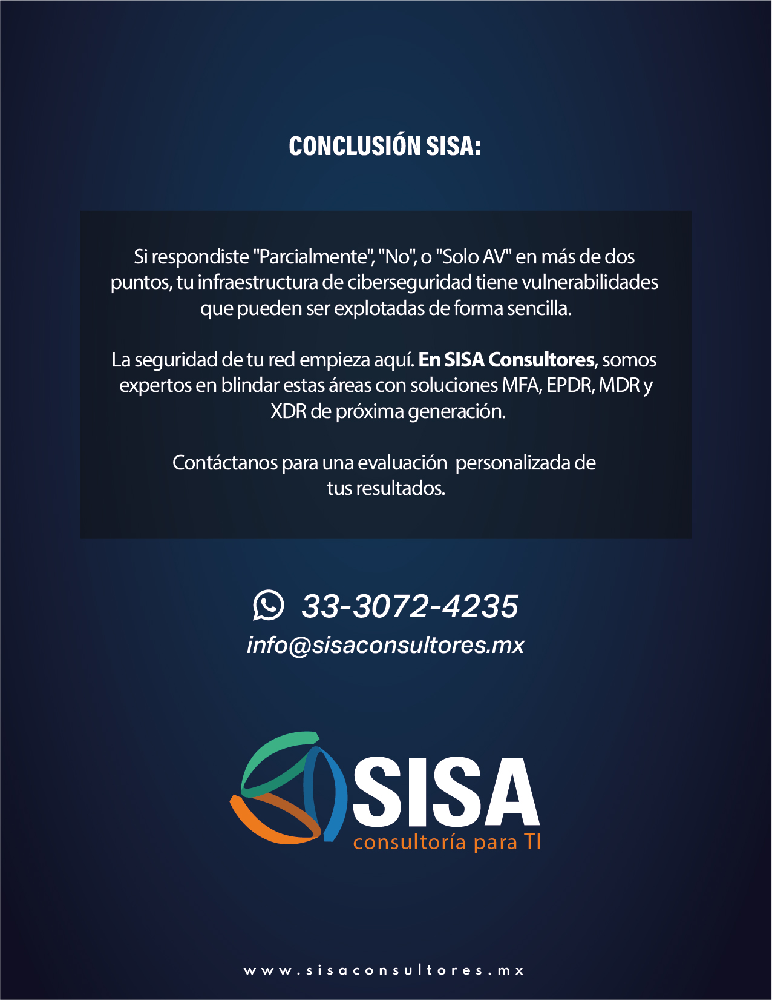 CONCLUSIÓN SISA:
Si respondiste "Parcialmente", "No", o "Solo AV" en más de dos
puntos, tu infraestructura de ciberseguridad tiene vulnerabilidades
que pueden ser explotadas de forma sencilla.
La seguridad de tu red empieza aquí. En SISA Consultores, somos
expertos en blindar estas áreas con soluciones MFA, EPDR, MDR y
XDR de próxima generación.
Contáctanos para una evaluación  personalizada de
tus resultados.
33-3072-4235
info@sisaconsultores.mx
SISA
consultoría para TI
www.sisaconsultores.mx